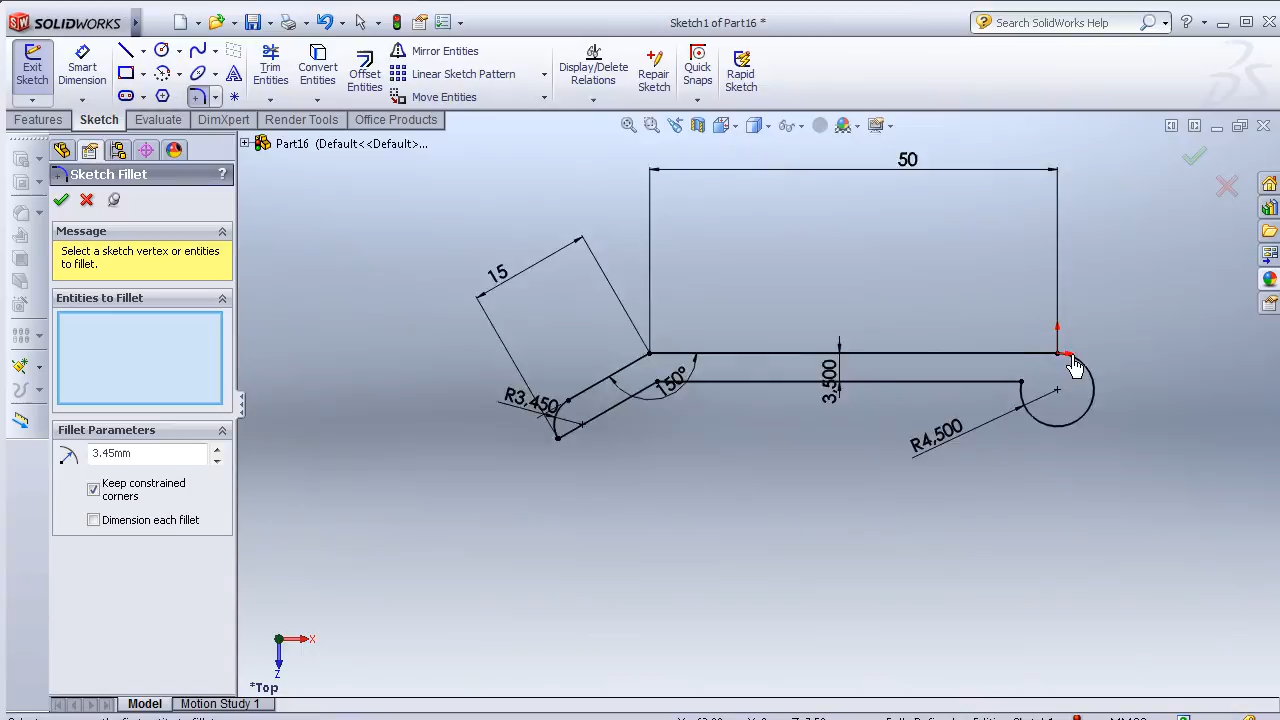 SOLIDWORKS
Sketch1 of Part16 *
Search SolidWorks Help
Exit Sketch
Smart Dimension
Trim Entities
Convert Entities
Offset Entities
Mirror Entities
Linear Sketch Pattern
Move Entities
Display/Delete Relations
Repair Sketch
Quick Snaps
Rapid Sketch
Features
Sketch
Evaluate
DimXpert
Render Tools
Office Products
Part16 (Default<<Default>...
Sketch Fillet
?
Message
Select a sketch vertex or entities
to fillet.
Entities to Fillet
Fillet Parameters
3.45mm
Keep constrained
corners
Dimension each fillet
50
15
150°
R3,450
3,500
R4,500
X
Z
*Top
Model
Motion Study 1